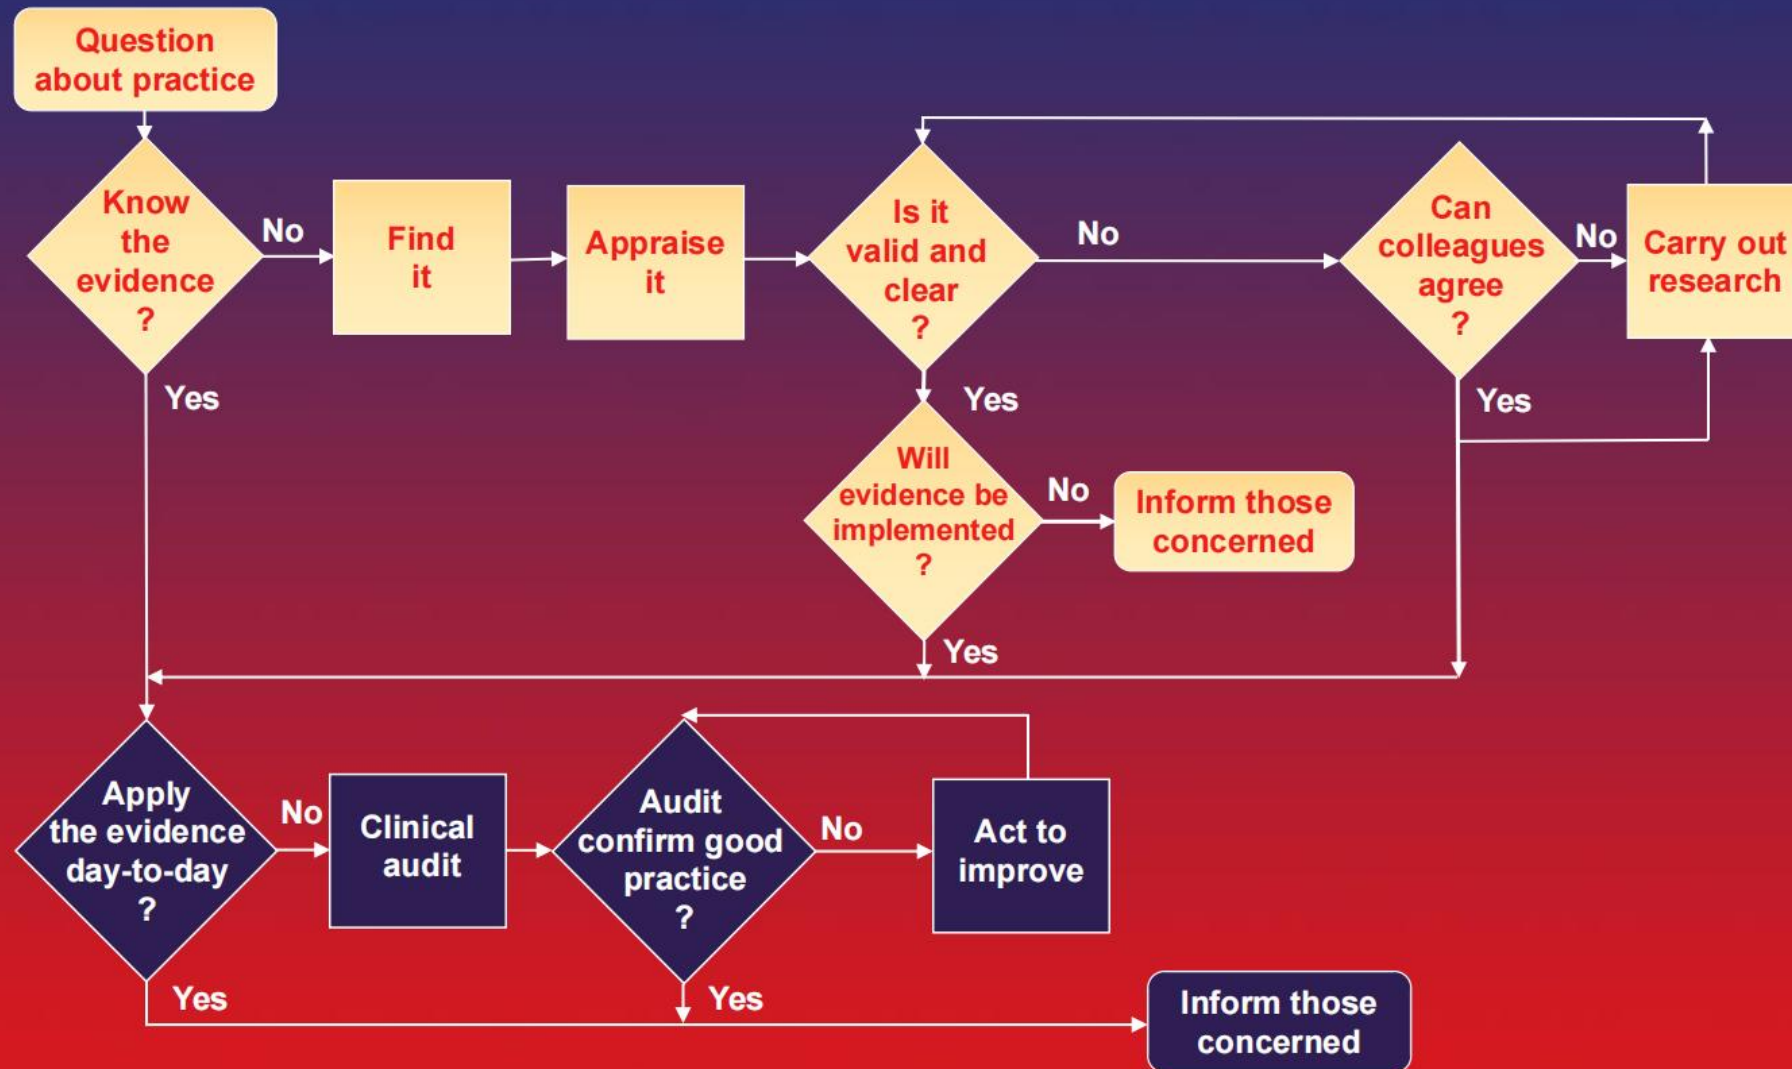 Question
about practice
Know
the
evidence
?
No
Find
it
Appraise
it
Is it
valid and
clear
?
No
Can
colleagues
agree
?
No
Carry out
research
Yes
Yes
Yes
Will
evidence be
implemented
?
No
Inform those
concerned
Yes
Apply
the evidence
day-to-day
?
No
Clinical
audit
Audit
confirm good
practice
?
No
Act to
improve
Yes
Yes
Inform those
concerned